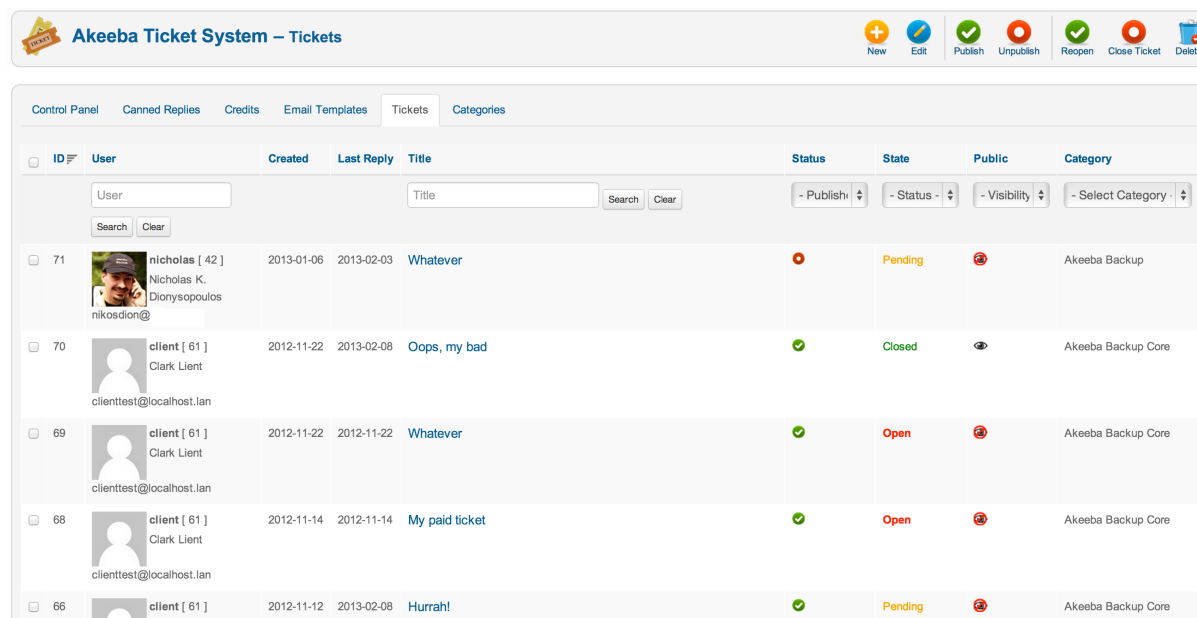 TICKET
Akeeba Ticket System – Tickets
New Edit Publish Unpublish Reopen Close Ticket Delet
Control Panel Canned Replies Credits Email Templates Tickets Categories
ID User Created Last Reply Title Status State Public Category
User Title Search Clear - Publish - Status - - Visibility - Select Category -
Search Clear
71 nicholas [ 42 ] 2013-01-06 2013-02-03 Whatever Pending Akeeba Backup
Nicholas K.
Dionysopoulos
nikosdion@
70 client [ 61 ] 2012-11-22 2013-02-08 Oops, my bad Closed Akeeba Backup Core
Clark Lient
clienttest@localhost.lan
69 client [ 61 ] 2012-11-22 2012-11-22 Whatever Open Akeeba Backup Core
Clark Lient
clienttest@localhost.lan
68 client [ 61 ] 2012-11-14 2012-11-14 My paid ticket Open Akeeba Backup Core
Clark Lient
clienttest@localhost.lan
66 client [ 61 ] 2012-11-12 2013-02-08 Hurrah! Pending Akeeba Backup Core